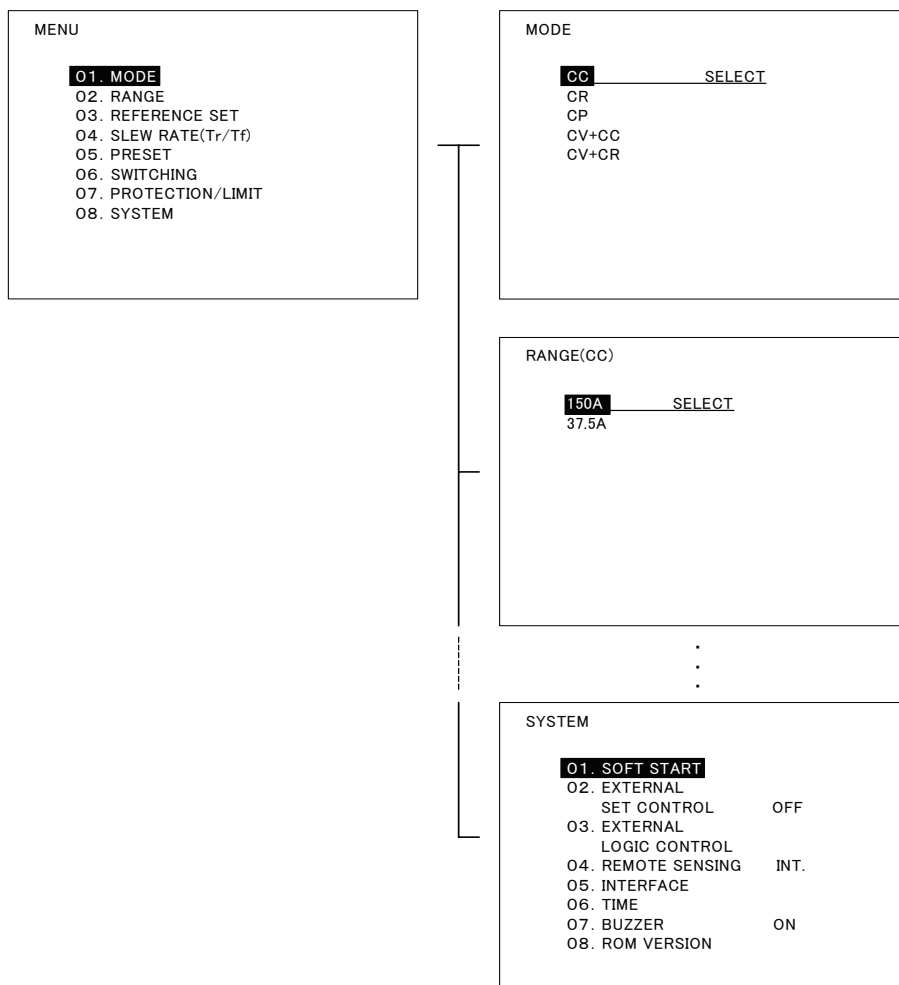 MENU
01. MODE
02. RANGE
03. REFERENCE SET
04. SLEW RATE(Tr/Tf)
05. PRESET
06. SWITCHING
07. PROTECTION/LIMIT
08. SYSTEM
MODE
CC SELECT
CR
CP
CV+CC
CV+CR
RANGE(CC)
150A SELECT
37.5A
SYSTEM
01. SOFT START
02. EXTERNAL
SET CONTROL OFF
03. EXTERNAL
LOGIC CONTROL
04. REMOTE SENSING INT.
05. INTERFACE
06. TIME
07. BUZZER ON
08. ROM VERSION